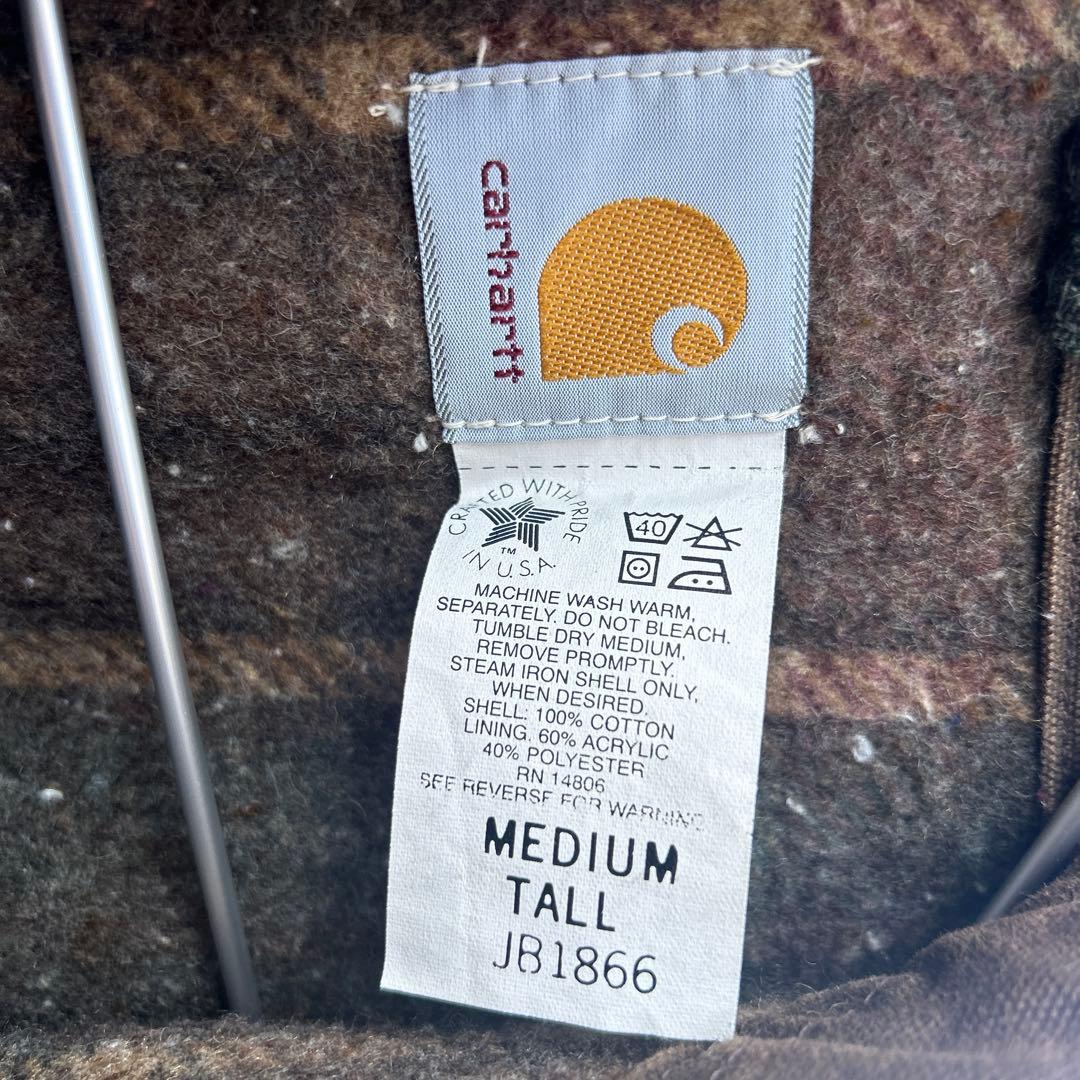 carhartt
CRAFTED WITH PRIDE
TM
IN U.S.A.
40
MACHINE WASH WARM,
SEPARATELY. DO NOT BLEACH.
TUMBLE DRY MEDIUM,
REMOVE PROMPTLY.
STEAM IRON SHELL ONLY,
WHEN DESIRED.
SHELL: 100% COTTON
LINING. 60% ACRYLIC
40% POLYESTER
RN 14806
SEE REVERSE FOR WARNING
MEDIUM
TALL
JB1866